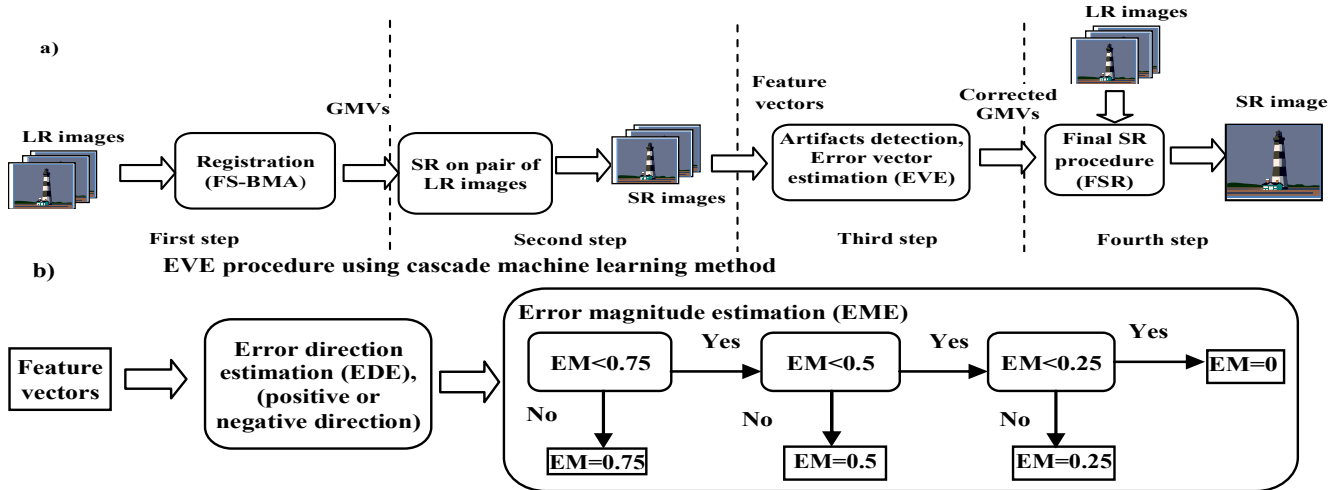 a)
LR images
Registration
(FS-BMA)
First step
GMVs
SR on pair of
LR images
SR images
Second step
Feature
vectors
Artifacts detection,
Error vector
estimation (EVE)
Third step
Corrected
GMVs
LR images
Final SR
procedure
(FSR)
SR image
Fourth step
b)
EVE procedure using cascade machine learning method
Feature
vectors
Error direction
estimation (EDE),
(positive or
negative direction)
Error magnitude estimation (EME)
EM<0.75
Yes
EM<0.5
Yes
EM<0.25
Yes
EM=0
No
No
No
EM=0.75
EM=0.5
EM=0.25